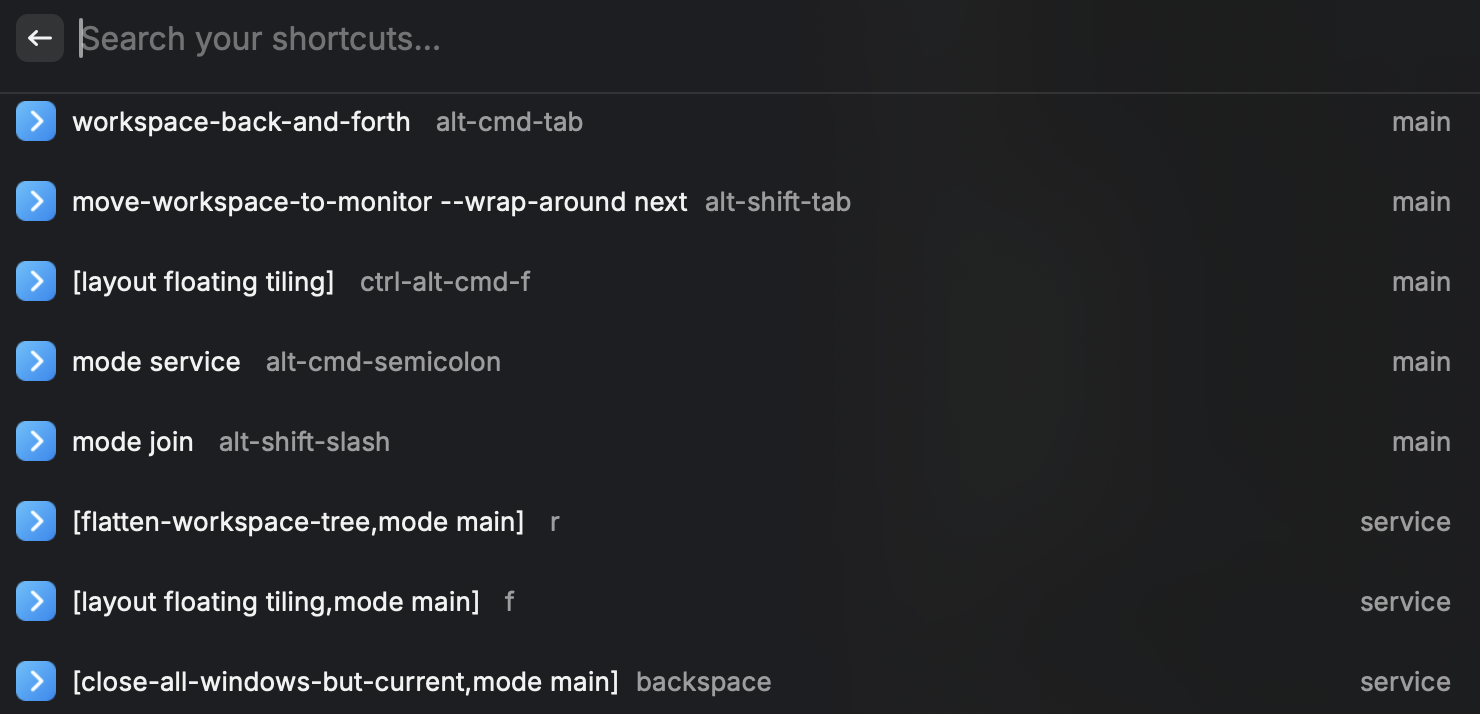 Search your shortcuts...
workspace-back-and-forth alt-cmd-tab main
move-workspace-to-monitor --wrap-around next alt-shift-tab main
[layout floating tiling] ctrl-alt-cmd-f main
mode service alt-cmd-semicolon main
mode join alt-shift-slash main
[flatten-workspace-tree,mode main] r service
[layout floating tiling,mode main] f service
[close-all-windows-but-current,mode main] backspace service